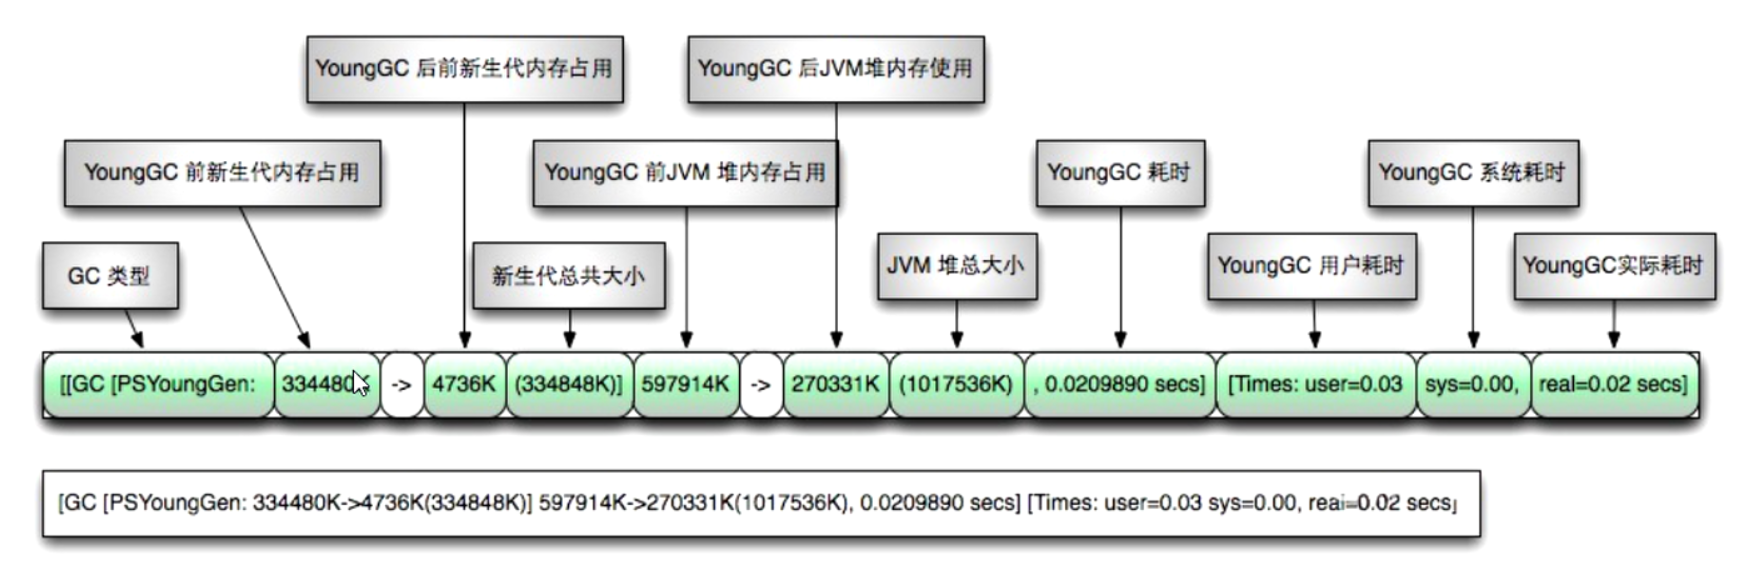 YoungGC 后前新生代内存占用
YoungGC 后JVM堆内存使用
YoungGC 前新生代内存占用
YoungGC 前JVM 堆内存占用
YoungGC 耗时
YoungGC 系统耗时
GC 类型
新生代总共大小
JVM 堆总大小
YoungGC 用户耗时
YoungGC实际耗时
[[GC [PSYoungGen: 334480K -> 4736K (334848K)] 597914K -> 270331K (1017536K) , 0.0209890 secs] [Times: user=0.03 sys=0.00, real=0.02 secs]
[GC [PSYoungGen: 334480K->4736K(334848K)] 597914K->270331K(1017536K), 0.0209890 secs] [Times: user=0.03 sys=0.00, real=0.02 secs]